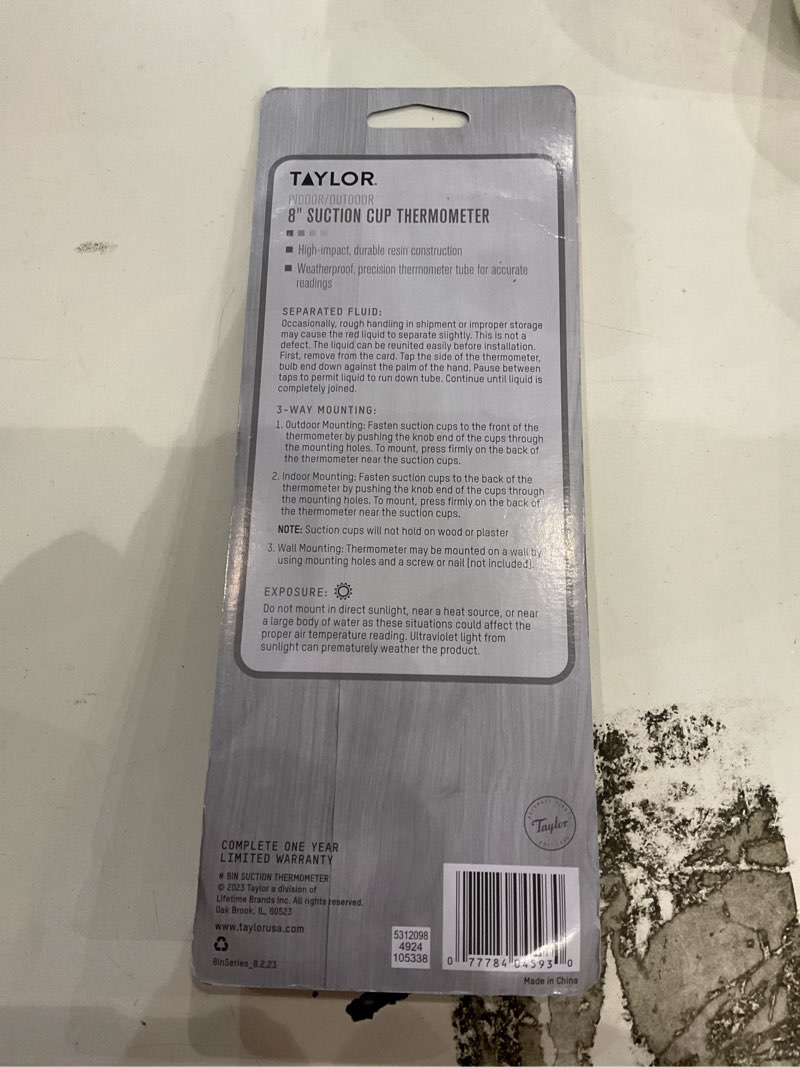 TAYLOR
INDOOR/OUTDOOR
8" SUCTION CUP THERMOMETER
High-impact, durable resin construction
Weatherproof, precision thermometer tube for accurate
readings
SEPARATED FLUID:
Occasionally, rough handling in shipment or improper storage
may cause the red liquid to separate slightly. This is not a
defect. The liquid can be reunited easily before installation.
First, remove from the card. Tap the side of the thermometer,
bulb end down against the palm of the hand. Pause between
taps to permit liquid to run down tube. Continue until liquid is
completely joined.
3-WAY MOUNTING:
1. Outdoor Mounting: Fasten suction cups to the front of the
thermometer by pushing the knob end of the cups through
the mounting holes. To mount, press firmly on the back of
the thermometer near the suction cups.
2. Indoor Mounting: Fasten suction cups to the back of the
thermometer by pushing the knob end of the cups through
the mounting holes. To mount, press firmly on the back of
the thermometer near the suction cups.
NOTE: Suction cups will not hold on wood or plaster
3. Wall Mounting: Thermometer may be mounted on a wall by
using mounting holes and a screw or nail (not included).
EXPOSURE:
Do not mount in direct sunlight, near a heat source, or near
a large body of water as these situations could affect the
proper air temperature reading. Ultraviolet light from
sunlight can prematurely weather the product.
Taylor
COMPLETE ONE YEAR
LIMITED WARRANTY
8IN SUCTION THERMOMETER
© 2023 Taylor a division of
Lifetime Brands Inc. All rights reserved.
Oak Brook, IL, 60523
www.taylorusa.com
8inSeries_8.2.23
5312098
4924
105338
0 77784 04593 0
Made in China